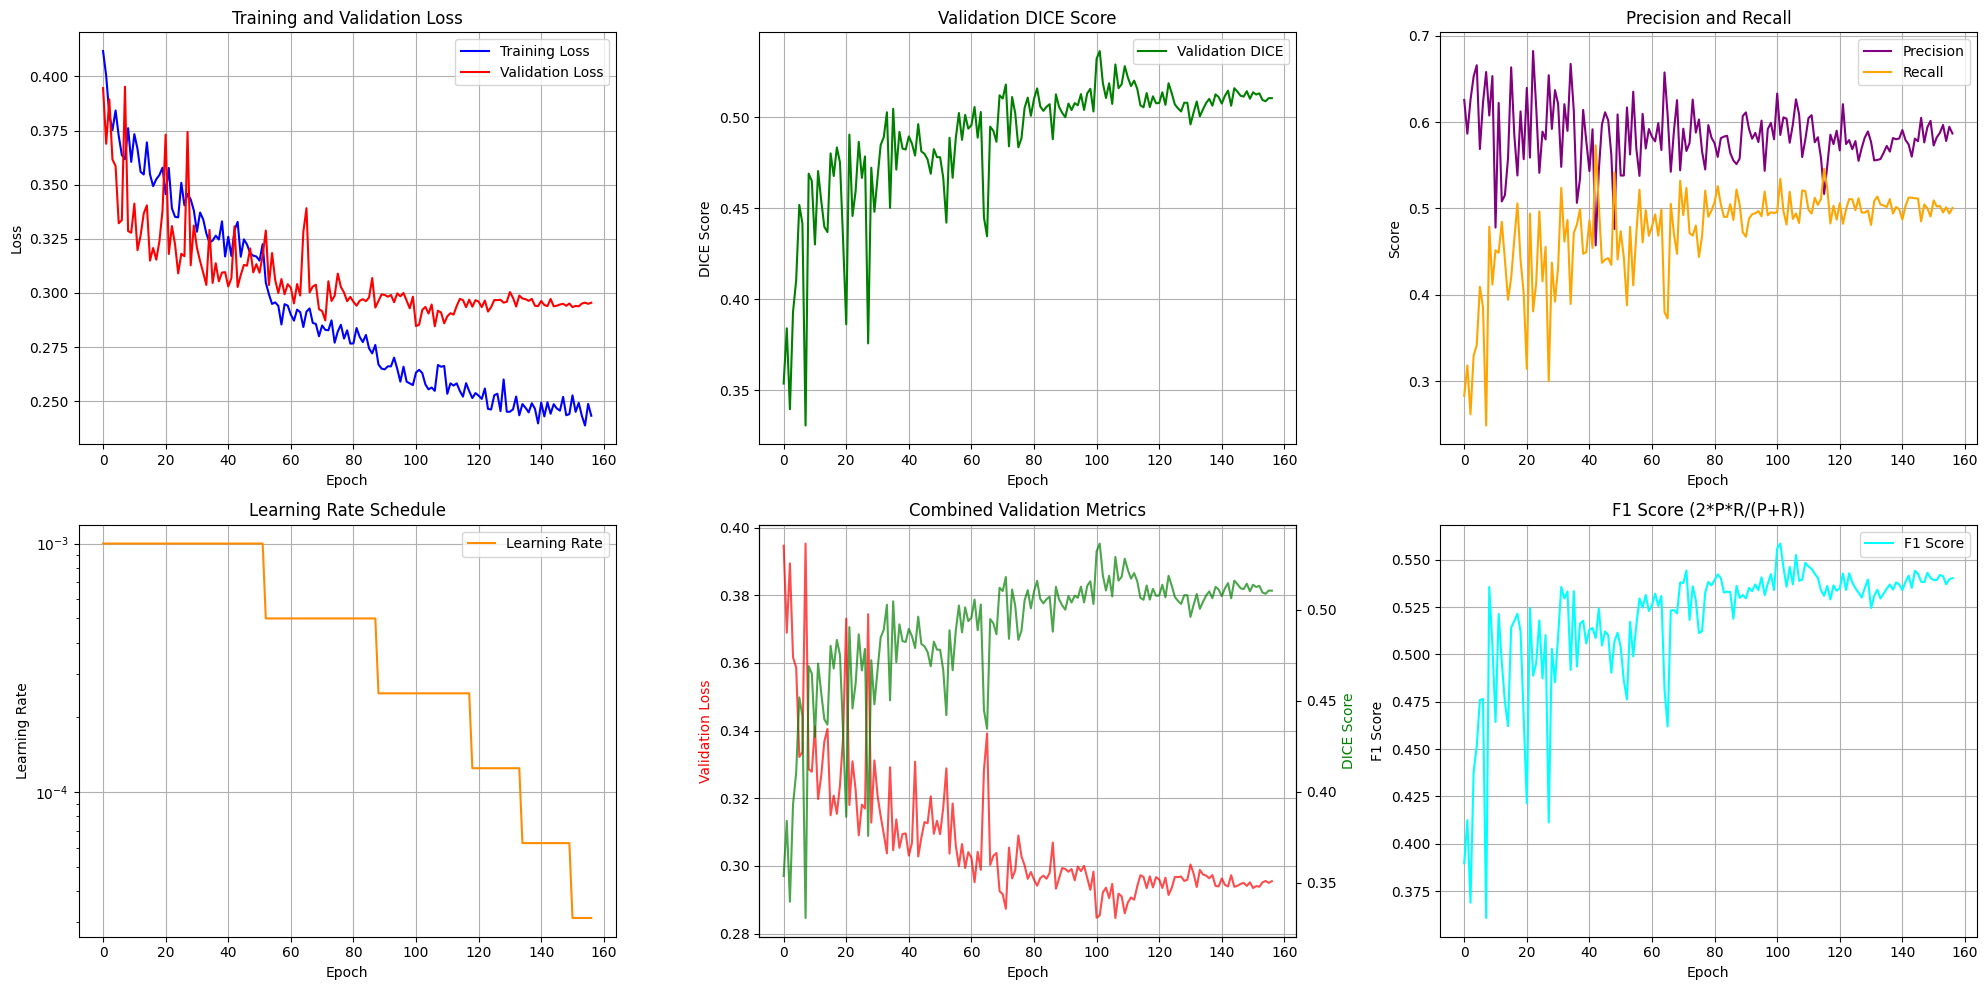 Training and Validation Loss
Training Loss
Validation Loss
0.400
0.375
0.350
0.325
0.300
0.275
0.250
Loss
0 20 40 60 80 100 120 140 160
Epoch
Validation DICE Score
Validation DICE
0.50
0.45
0.40
0.35
DICE Score
0 20 40 60 80 100 120 140 160
Epoch
Precision and Recall
Precision
Recall
0.7
0.6
0.5
0.4
0.3
Score
0 20 40 60 80 100 120 140 160
Epoch
Learning Rate Schedule
Learning Rate
10⁻³
10⁻⁴
Learning Rate
0 20 40 60 80 100 120 140 160
Epoch
Combined Validation Metrics
0.40
0.38
0.36
0.34
0.32
0.30
0.28
Validation Loss
0.50
0.45
0.40
0.35
DICE Score
0 20 40 60 80 100 120 140 160
Epoch
F1 Score (2*P*R/(P+R))
F1 Score
0.550
0.525
0.500
0.475
0.450
0.425
0.400
0.375
F1 Score
0 20 40 60 80 100 120 140 160
Epoch